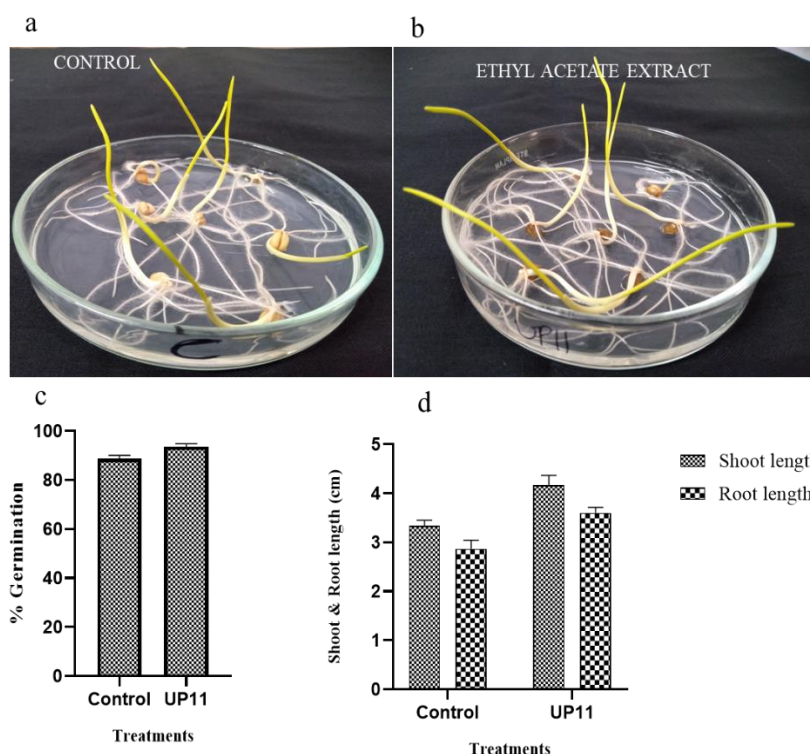 a
b
CONTROL
ETHYL ACETATE EXTRACT
C
UP11
c
d
100
80
60
40
20
0
% Germination
Control UP11
Treatments
5
4
3
2
1
0
Shoot & Root length (cm)
Control UP11
Treatments
Shoot lengt
Root length